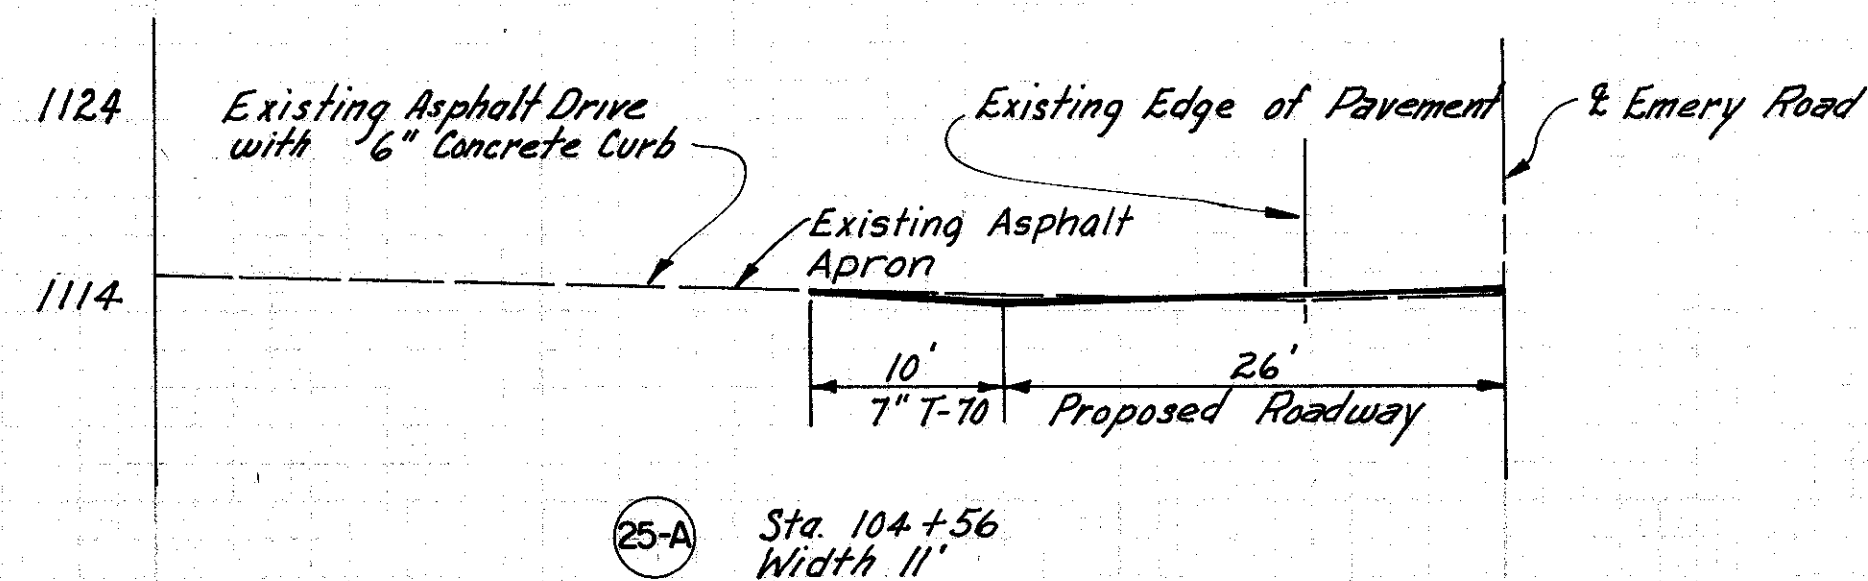 1124
Existing Asphalt Drive
with 6" Concrete Curb
Existing Edge of Pavement
℄ Emery Road
Existing Asphalt
Apron
1114
10'
26'
7" T-70
Proposed Roadway
25-A
Sta. 104+56
Width 11'